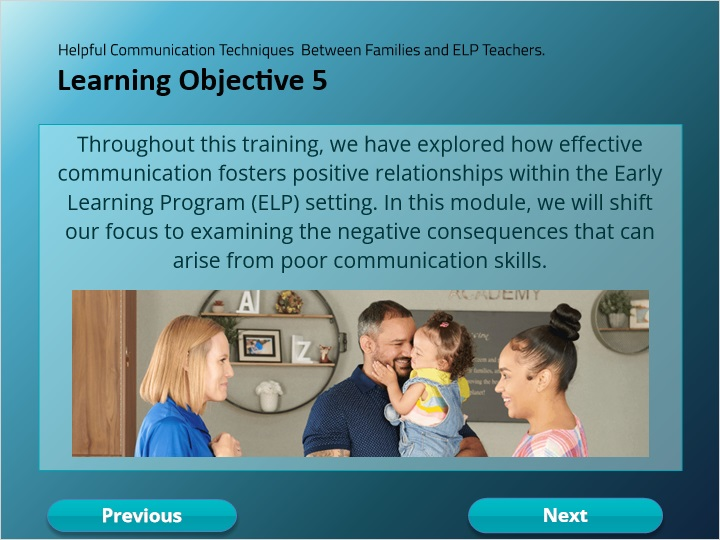 Helpful Communication Techniques  Between Families and ELP Teachers.
Learning Objective 5
Throughout this training, we have explored how effective
communication fosters positive relationships within the Early
Learning Program (ELP) setting. In this module, we will shift
our focus to examining the negative consequences that can
arise from poor communication skills.
ACADEMY
Previous
Next